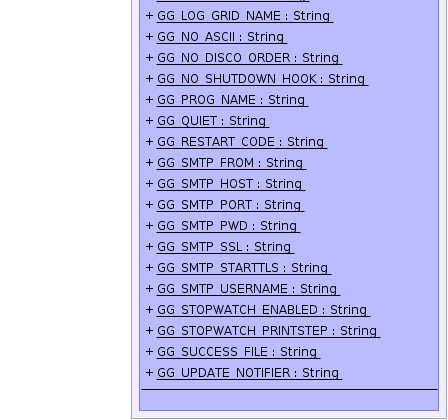 + GG_LOG_GRID_NAME : String
+ GG_NO_ASCII : String
+ GG_NO_DISCO_ORDER : String
+ GG_NO_SHUTDOWN_HOOK : String
+ GG_PROG_NAME : String
+ GG_QUIET : String
+ GG_RESTART_CODE : String
+ GG_SMTP_FROM : String
+ GG_SMTP_HOST : String
+ GG_SMTP_PORT : String
+ GG_SMTP_PWD : String
+ GG_SMTP_SSL : String
+ GG_SMTP_STARTTLS : String
+ GG_SMTP_USERNAME : String
+ GG_STOPWATCH_ENABLED : String
+ GG_STOPWATCH_PRINTSTEP : String
+ GG_SUCCESS_FILE : String
+ GG_UPDATE_NOTIFIER : String